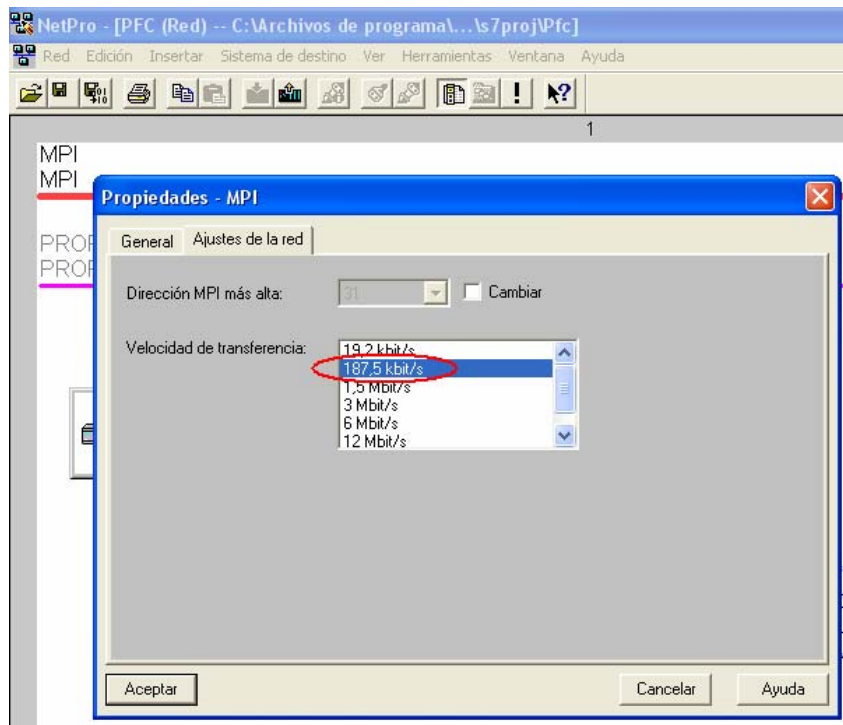 NetPro - [PFC (Red) -- C:\Archivos de programa\...\s7proj\Pfc]
Red Edición Insertar Sistema de destino Ver Herramientas Ventana Ayuda
1
MPI
MPI
Propiedades - MPI
General Ajustes de la red
Dirección MPI más alta: 31 Cambiar
Velocidad de transferencia:
19,2 kbit/s
187,5 kbit/s
1,5 Mbit/s
3 Mbit/s
6 Mbit/s
12 Mbit/s
Aceptar Cancelar Ayuda